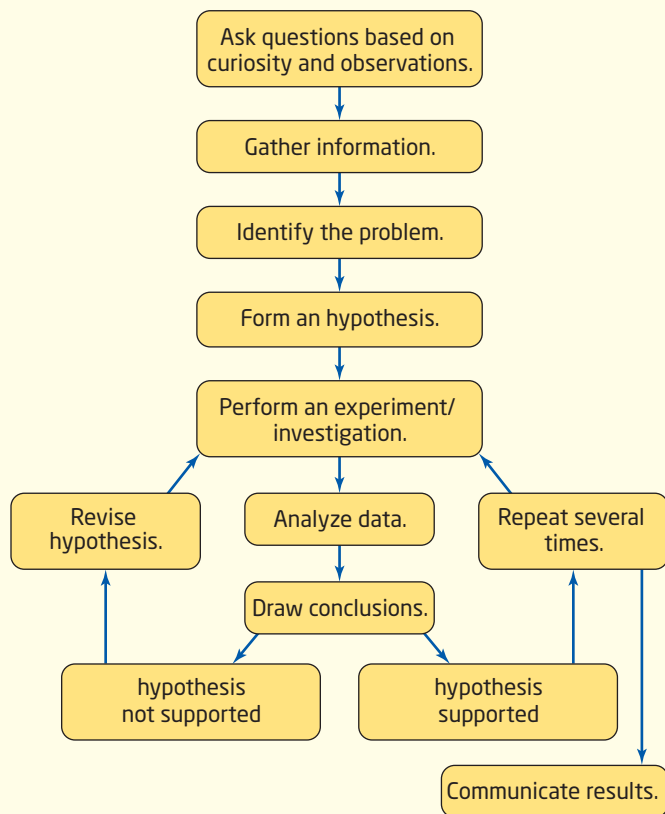 Ask questions based on
curiosity and observations.
Gather information.
Identify the problem.
Form an hypothesis.
Perform an experiment/
investigation.
Revise
hypothesis.
Analyze data.
Repeat several
times.
Draw conclusions.
hypothesis
not supported
hypothesis
supported
Communicate results.